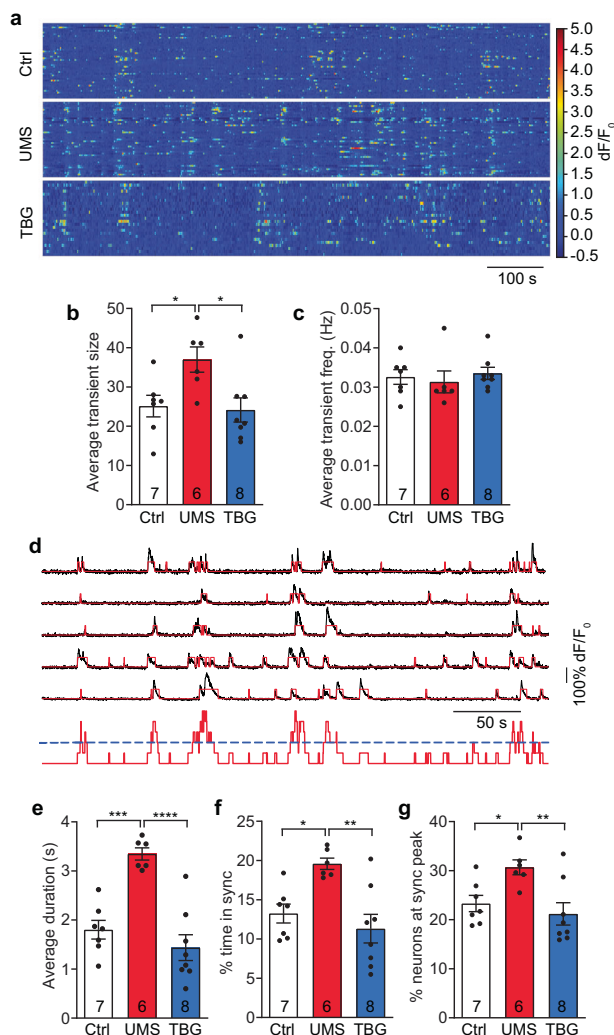 a
Ctrl
UMS
TBG
5.0
4.5
4.0
3.5
3.0
2.5
2.0
1.5
1.0
0.5
0.0
-0.5
dF/F0
100 s
b
Average transient size
50
40
30
20
10
0
* *
7 6 8
Ctrl UMS TBG
c
Average transient freq. (Hz)
0.05
0.04
0.03
0.02
0.01
0.00
7 6 8
Ctrl UMS TBG
d
100% dF/F0
50 s
e
Average duration (s)
4
3
2
1
0
*** ****
7 6 8
Ctrl UMS TBG
f
% time in sync
25
20
15
10
5
0
* **
7 6 8
Ctrl UMS TBG
g
% neurons at sync peak
40
30
20
10
0
* **
7 6 8
Ctrl UMS TBG